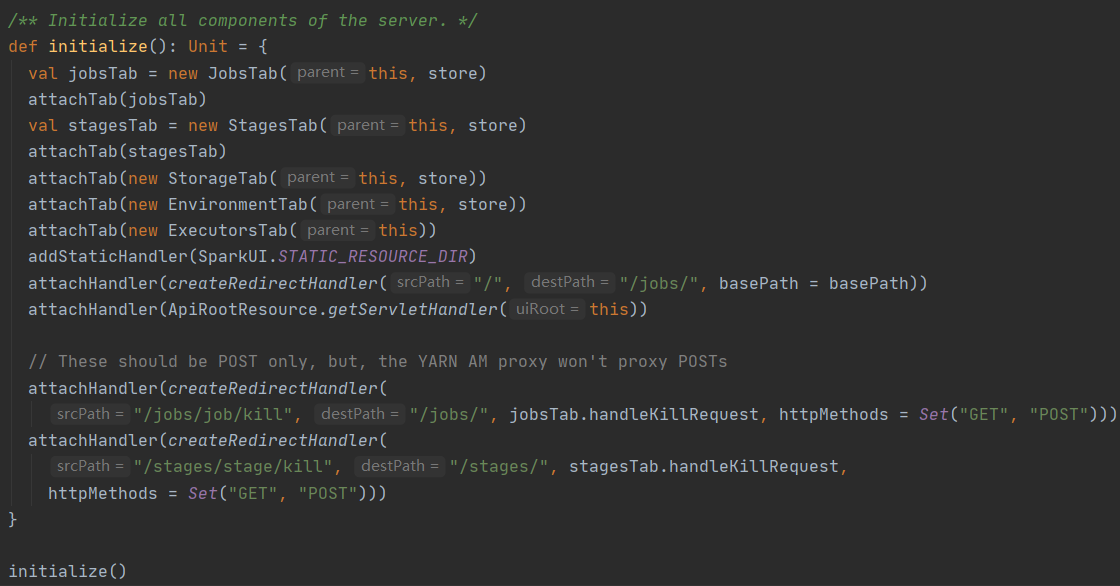 /** Initialize all components of the server. */
def initialize(): Unit = {
val jobsTab = new JobsTab( parent = this, store)
attachTab(jobsTab)
val stagesTab = new StagesTab( parent = this, store)
attachTab(stagesTab)
attachTab(new StorageTab( parent = this, store))
attachTab(new EnvironmentTab( parent = this, store))
attachTab(new ExecutorsTab( parent = this))
addStaticHandler(SparkUI.STATIC_RESOURCE_DIR)
attachHandler(createRedirectHandler( srcPath = "/", destPath = "/jobs/", basePath = basePath))
attachHandler(ApiRootResource.getServletHandler( uiRoot = this))
// These should be POST only, but, the YARN AM proxy won't proxy POSTs
attachHandler(createRedirectHandler(
srcPath = "/jobs/job/kill", destPath = "/jobs/", jobsTab.handleKillRequest, httpMethods = Set("GET", "POST")))
attachHandler(createRedirectHandler(
srcPath = "/stages/stage/kill", destPath = "/stages/", stagesTab.handleKillRequest,
httpMethods = Set("GET", "POST")))
}
initialize()